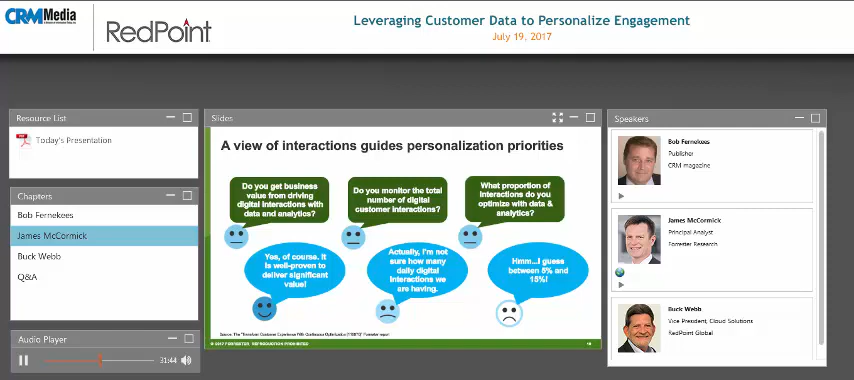 CRM Media
RedPoint
Leveraging Customer Data to Personalize Engagement
July 19, 2017
Resource List
Today's Presentation
Chapters
Bob Fernekees
James McCormick
Buck Webb
Q&A
Audio Player
31:44
Slides
A view of interactions guides personalization priorities
Do you get business
value from driving
digital interactions with
data and analytics?
Do you monitor the total
number of digital
customer interactions?
What proportion of
interactions do you
optimize with data &
analytics?
Yes, of course. It
is well-proven to
deliver significant
value!
Actually, I'm not
sure how many
daily digital
interactions we
are having.
Hmm...I guess
between 5% and
15%!
© 2017 FORRESTER. REPRODUCTION PROHIBITED
Speakers
Bob Fernekees
Publisher
CRM magazine
James McCormick
Principal Analyst
Forrester Research
Buck Webb
Vice President, Cloud Solutions
RedPoint Global